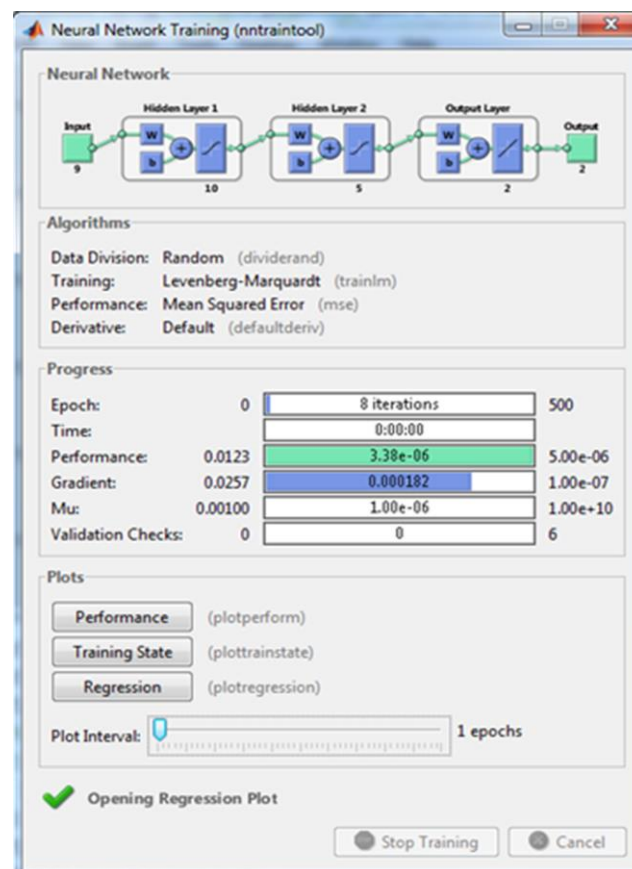 Neural Network Training (nntraintool)
Neural Network
Hidden Layer 1 Hidden Layer 2 Output Layer
Input Output
W W W
b b b
9 10 5 2 2
Algorithms
Data Division: Random (dividerand)
Training: Levenberg-Marquardt (trainlm)
Performance: Mean Squared Error (mse)
Derivative: Default (defaultderiv)
Progress
Epoch: 0 8 iterations 500
Time: 0:00:00
Performance: 0.0123 3.38e-06 5.00e-06
Gradient: 0.0257 0.000182 1.00e-07
Mu: 0.00100 1.00e-06 1.00e+10
Validation Checks: 0 0 6
Plots
Performance (plotperform)
Training State (plottrainstate)
Regression (plotregression)
Plot Interval: 1 epochs
Opening Regression Plot
Stop Training Cancel